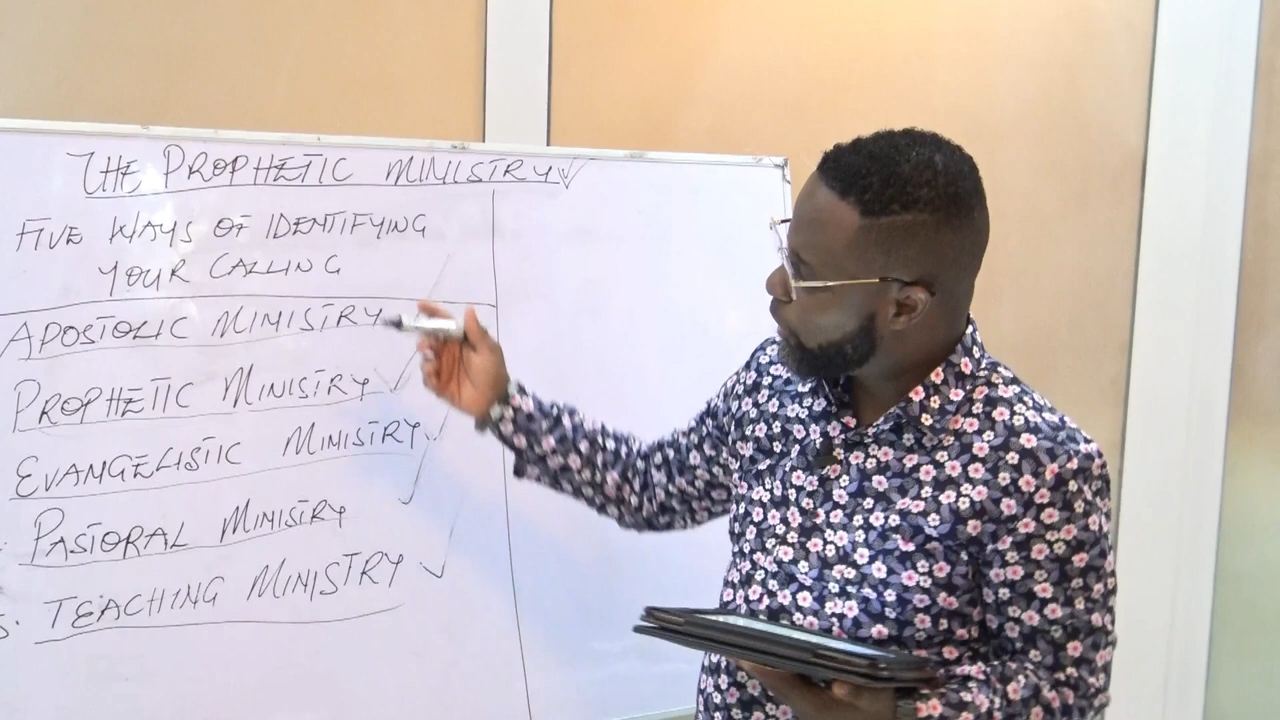 THE PROPHETIC MINISTRY
FIVE WAYS OF IDENTIFYING
YOUR CALLING
APOSTOLIC MINISTRY
PROPHETIC MINISTRY
EVANGELISTIC MINISTRY
PASTORAL MINISTRY
5. TEACHING MINISTRY